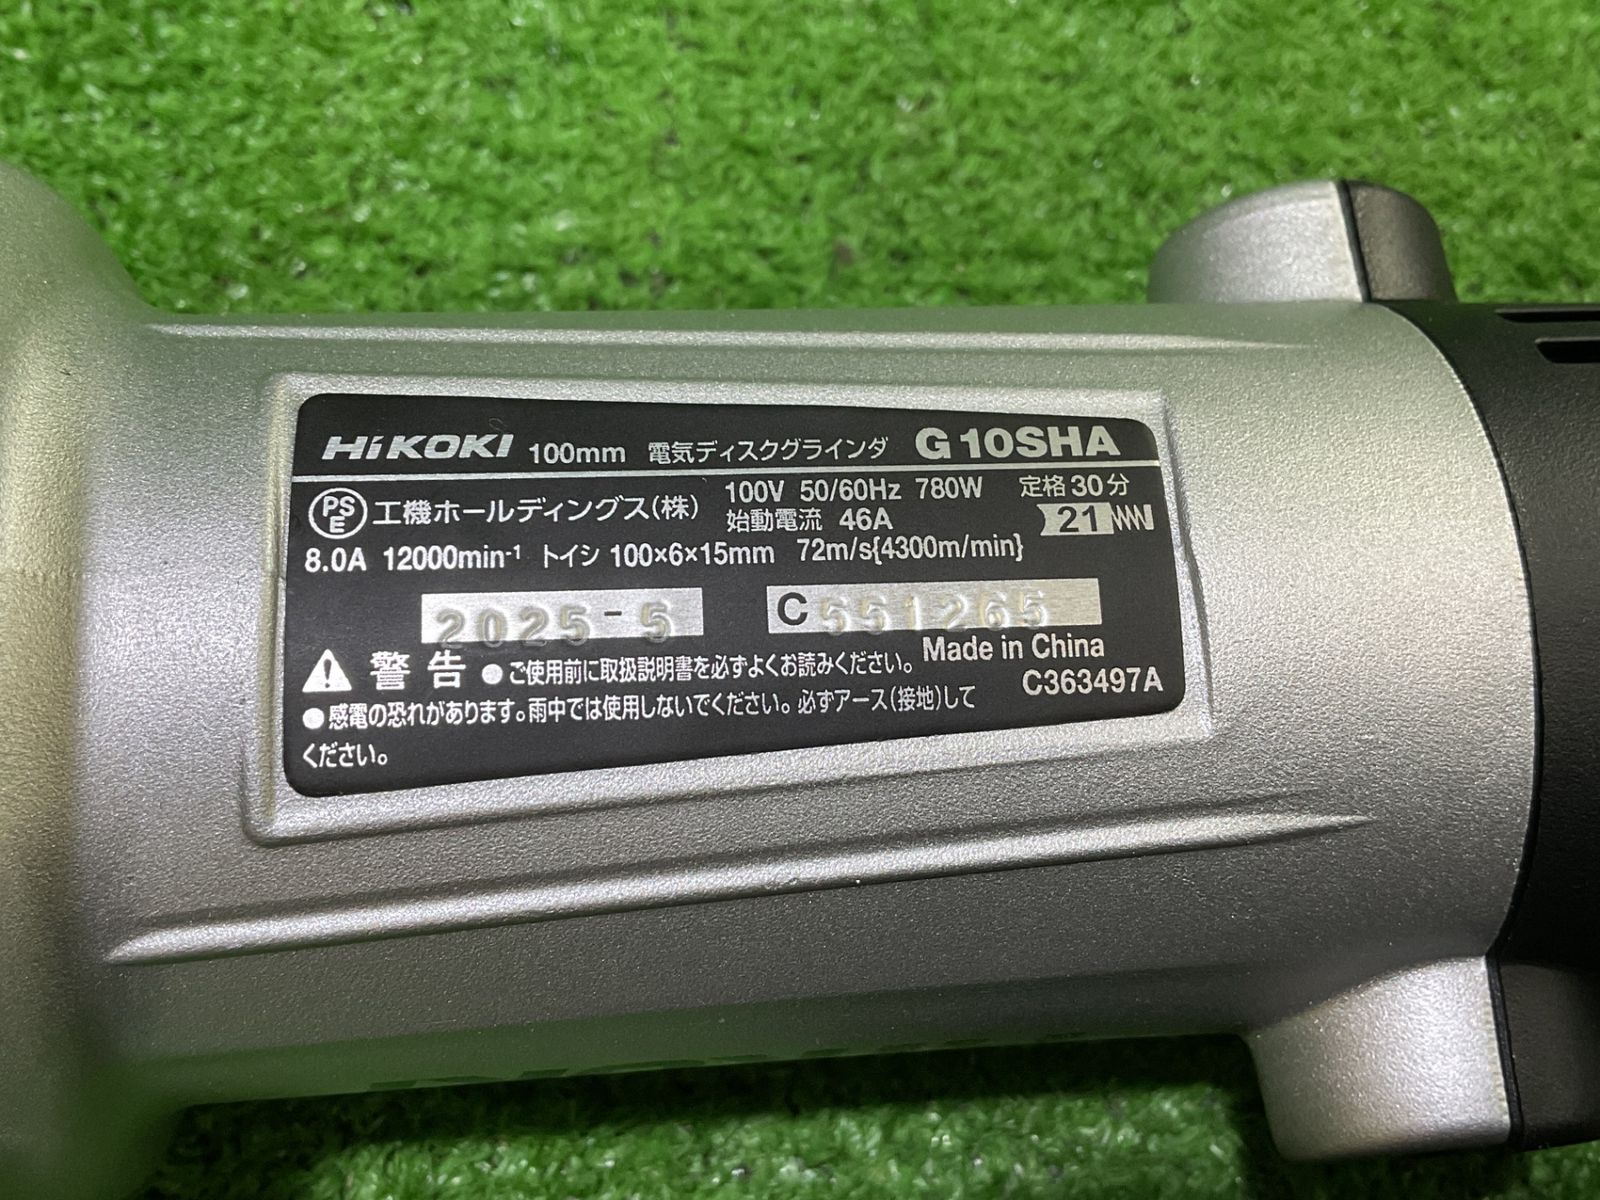 HiKOKI 100mm 電気ディスクグラインダ G10SHA
PSE 工機ホールディングス(株) 100V 50/60Hz 780W 定格30分
始動電流 46A 21
8.0A 12000min-¹ トイシ 100×6×15mm 72m/s{4300m/min}
2025-5 C551265
Made in China
警告 ●ご使用前に取扱説明書を必ずよくお読みください。
C363497A
●感電の恐れがあります。雨中では使用しないでください。必ずアース(接地)して
ください。